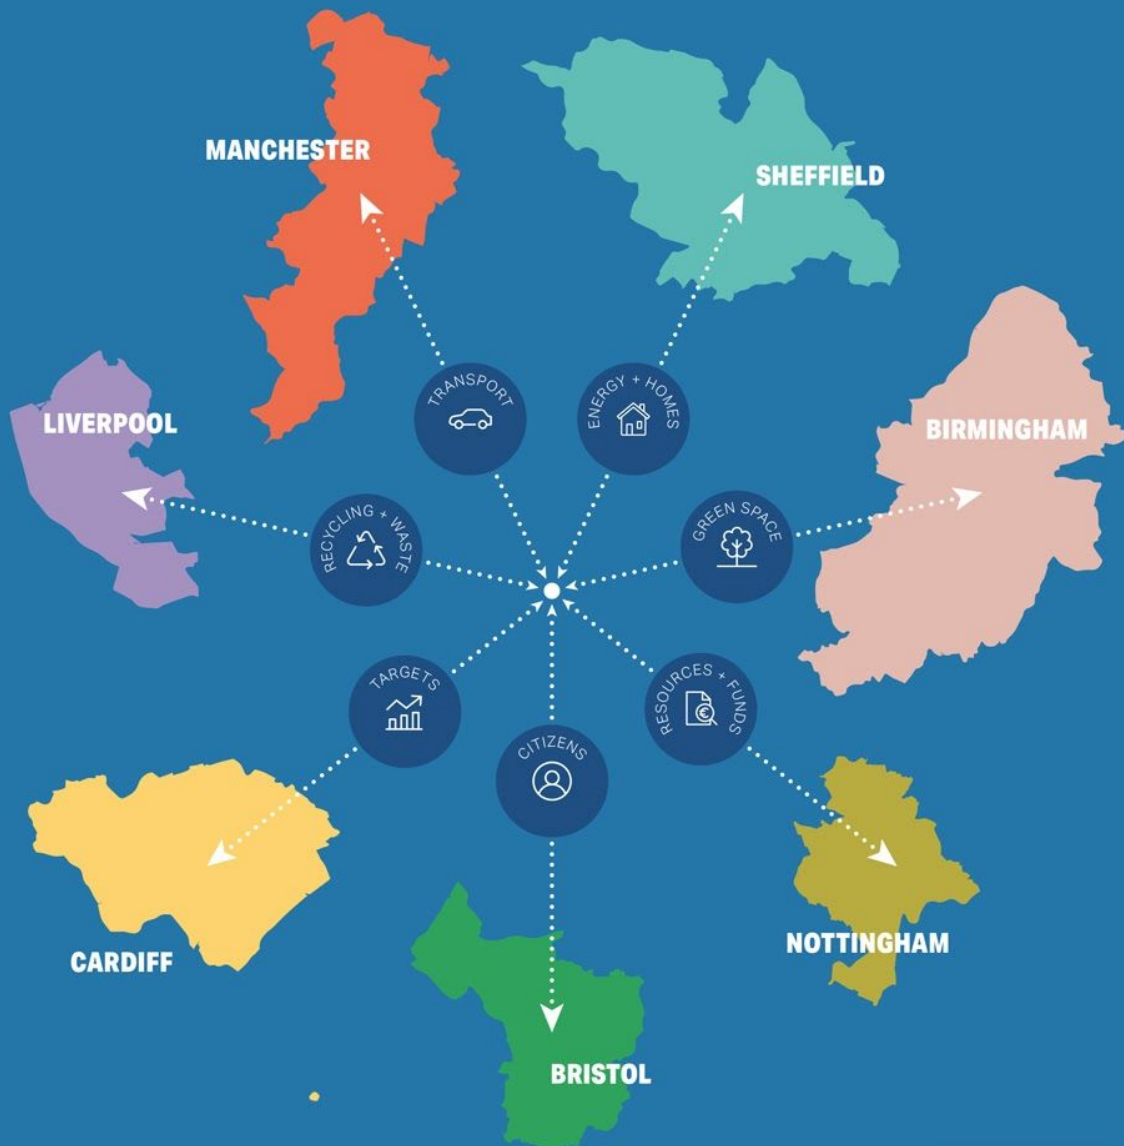 MANCHESTER
SHEFFIELD
TRANSPORT
ENERGY + HOMES
LIVERPOOL
BIRMINGHAM
RECYCLING + WASTE
GREEN SPACE
TARGETS
RESOURCES + FUNDS
€
CITIZENS
CARDIFF
NOTTINGHAM
BRISTOL